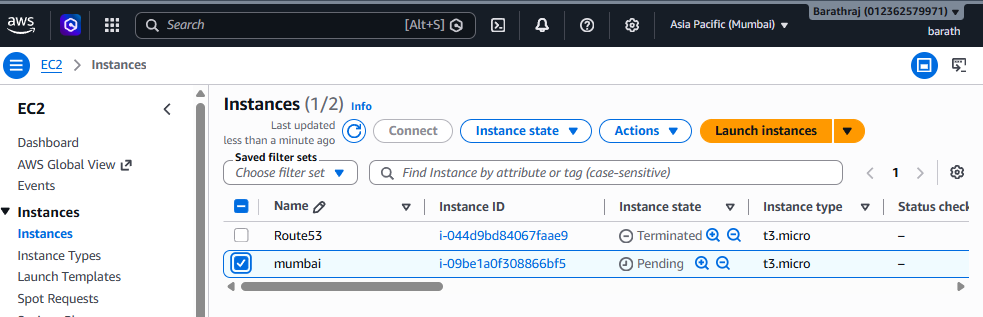 aws
Search [Alt+S]
Asia Pacific (Mumbai)
Barathraj (012362579971)
barath
EC2 > Instances
EC2
Dashboard
AWS Global View
Events
Instances
Instances
Instance Types
Launch Templates
Spot Requests
Instances (1/2) Info
Last updated
less than a minute ago
Connect
Instance state
Actions
Launch instances
Saved filter sets
Choose filter set
Find Instance by attribute or tag (case-sensitive)
1
Name Instance ID Instance state Instance type Status check
Route53 i-044d9bd84067faae9 Terminated t3.micro –
mumbai i-09be1a0f308866bf5 Pending t3.micro –